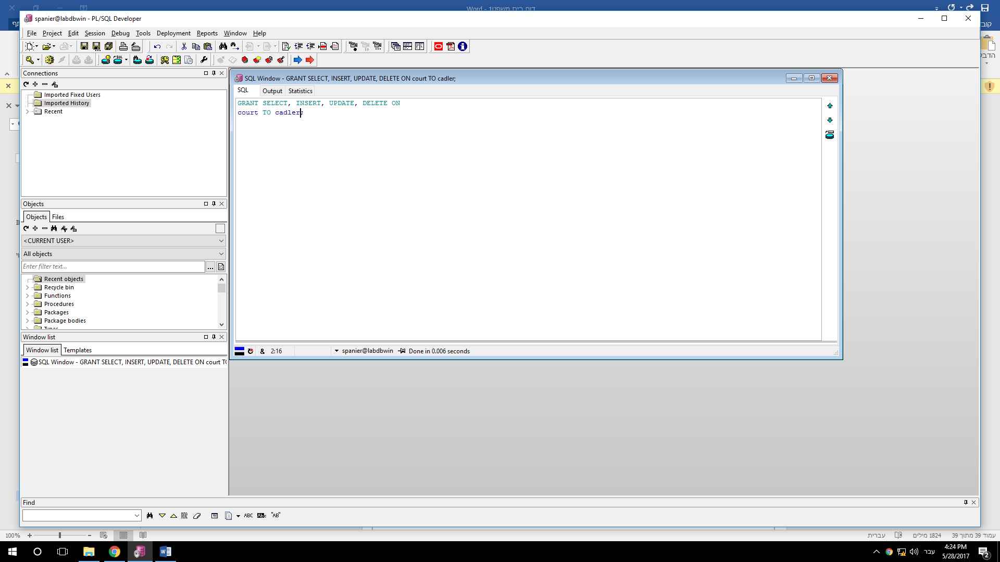 דוח בית משפט1 - Word
spanier@labdbwin - PL/SQL Developer
File Project Edit Session Debug Tools Deployment Reports Window Help
Connections
Imported Fixed Users
Imported History
Recent
Objects
Objects Files
<CURRENT USER>
All objects
Enter filter text...
Recent objects
Recycle bin
Functions
Procedures
Packages
Package bodies
Types
Window list
Window list Templates
SQL Window - GRANT SELECT, INSERT, UPDATE, DELETE ON court TO
SQL Window - GRANT SELECT, INSERT, UPDATE, DELETE ON court TO cadler;
SQL Output Statistics
GRANT SELECT, INSERT, UPDATE, DELETE ON
court TO cadler;
& 2:16 spanier@labdbwin Done in 0.006 seconds
Find
ABC "AB"
100%
עמוד 39 מתוך 39 1824 מילים עברית
עבר
4:24 PM
5/28/2017
2